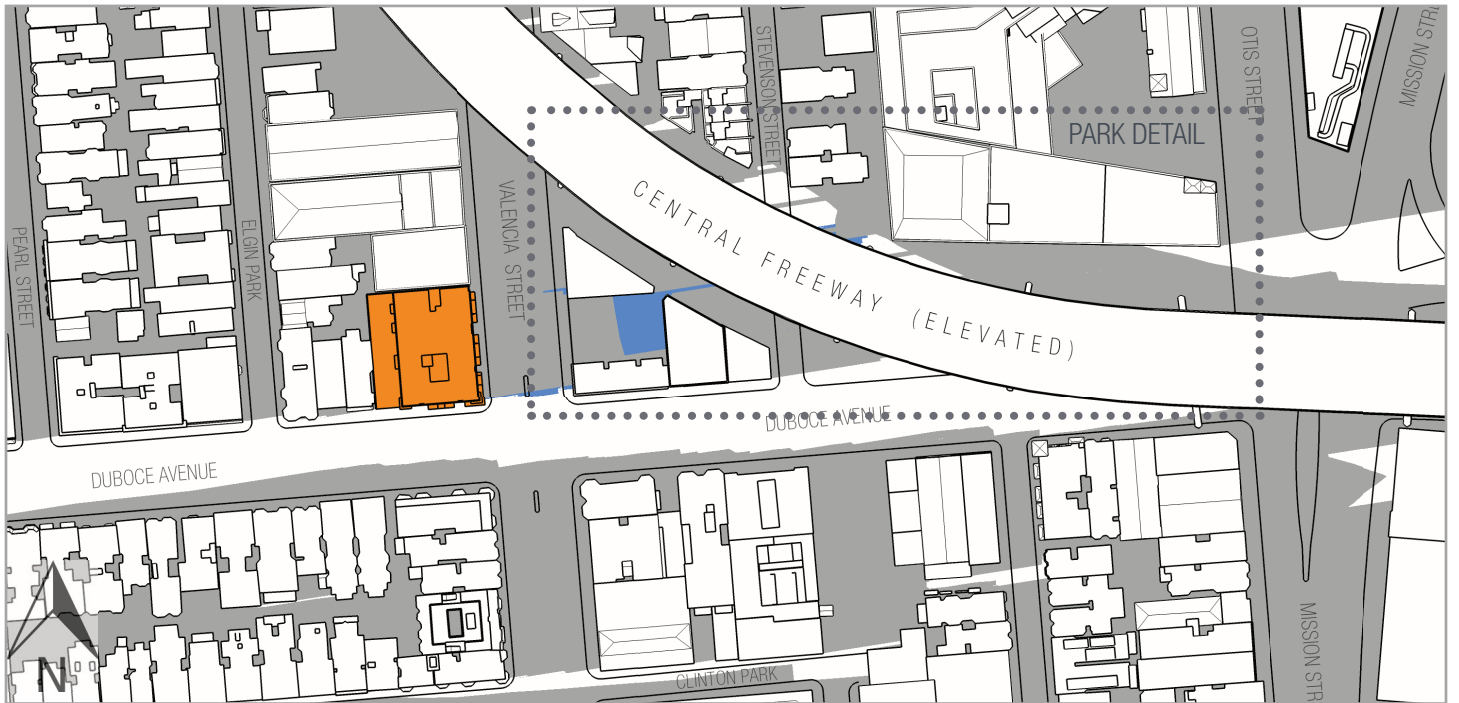 STEVENSON STREET
OTIS STREET
MISSION STR
PARK DETAIL
PEARL STREET
ELGIN PARK
VALENCIA STREET
CENTRAL FREEWAY (ELEVATED)
DUBOCE AVENUE
DUBOCE AVENUE
CLINTON PARK
MISSION STR
N